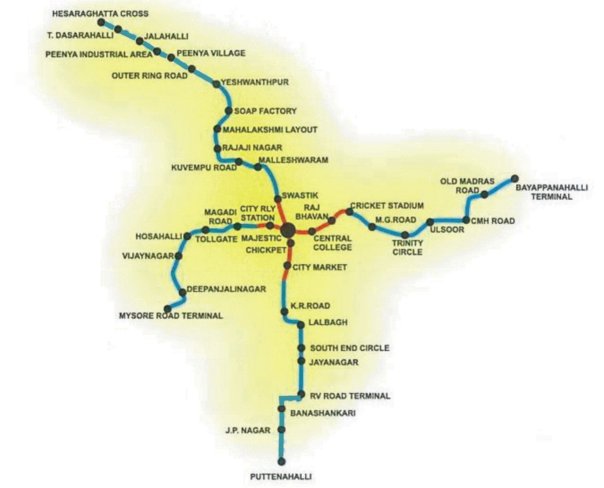 HESARAGHATTA CROSS
T. DASARAHALLI
JALAHALLI
PEENYA INDUSTRIAL AREA
PEENYA VILLAGE
OUTER RING ROAD
YESHWANTHPUR
SOAP FACTORY
MAHALAKSHMI LAYOUT
RAJAJI NAGAR
KUVEMPU ROAD
MALLESHWARAM
SWASTIK
OLD MADRAS
ROAD
BAYAPPANAHALLI
TERMINAL
CMH ROAD
ULSOOR
TRINITY
CIRCLE
M.G.ROAD
CRICKET STADIUM
RAJ
BHAVAN
CENTRAL
COLLEGE
CITY RLY
STATION
MAJESTIC
MAGADI
ROAD
TOLLGATE
HOSAHALLI
VIJAYNAGAR
DEEPANJALINAGAR
MYSORE ROAD TERMINAL
CHICKPET
CITY MARKET
K.R.ROAD
LALBAGH
SOUTH END CIRCLE
JAYANAGAR
RV ROAD TERMINAL
BANASHANKARI
J.P. NAGAR
PUTTENAHALLI